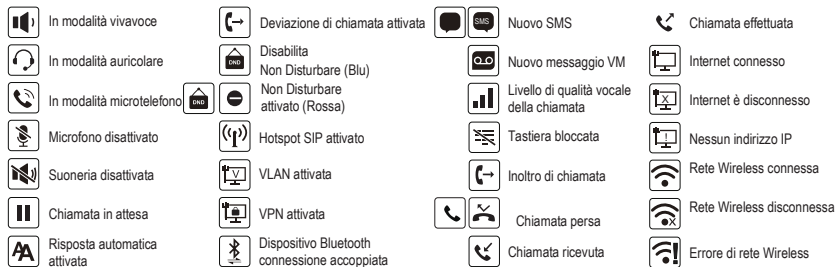 In modalità vivavoce
In modalità auricolare
In modalità microtelefono
Microfono disattivato
Suoneria disattivata
Chiamata in attesa
AA
Risposta automatica
attivata
Deviazione di chiamata attivata
DND
Disabilita
Non Disturbare (Blu)
DND
Non Disturbare
attivato (Rossa)
Hotspot SIP attivato
V
VLAN attivata
VPN attivata
Dispositivo Bluetooth
connessione accoppiata
SMS
Nuovo SMS
Nuovo messaggio VM
Livello di qualità vocale
della chiamata
Tastiera bloccata
Inoltro di chiamata
Chiamata persa
Chiamata ricevuta
Chiamata effettuata
Internet connesso
X
Internet è disconnesso
!
Nessun indirizzo IP
Rete Wireless connessa
X
Rete Wireless disconnessa
!
Errore di rete Wireless